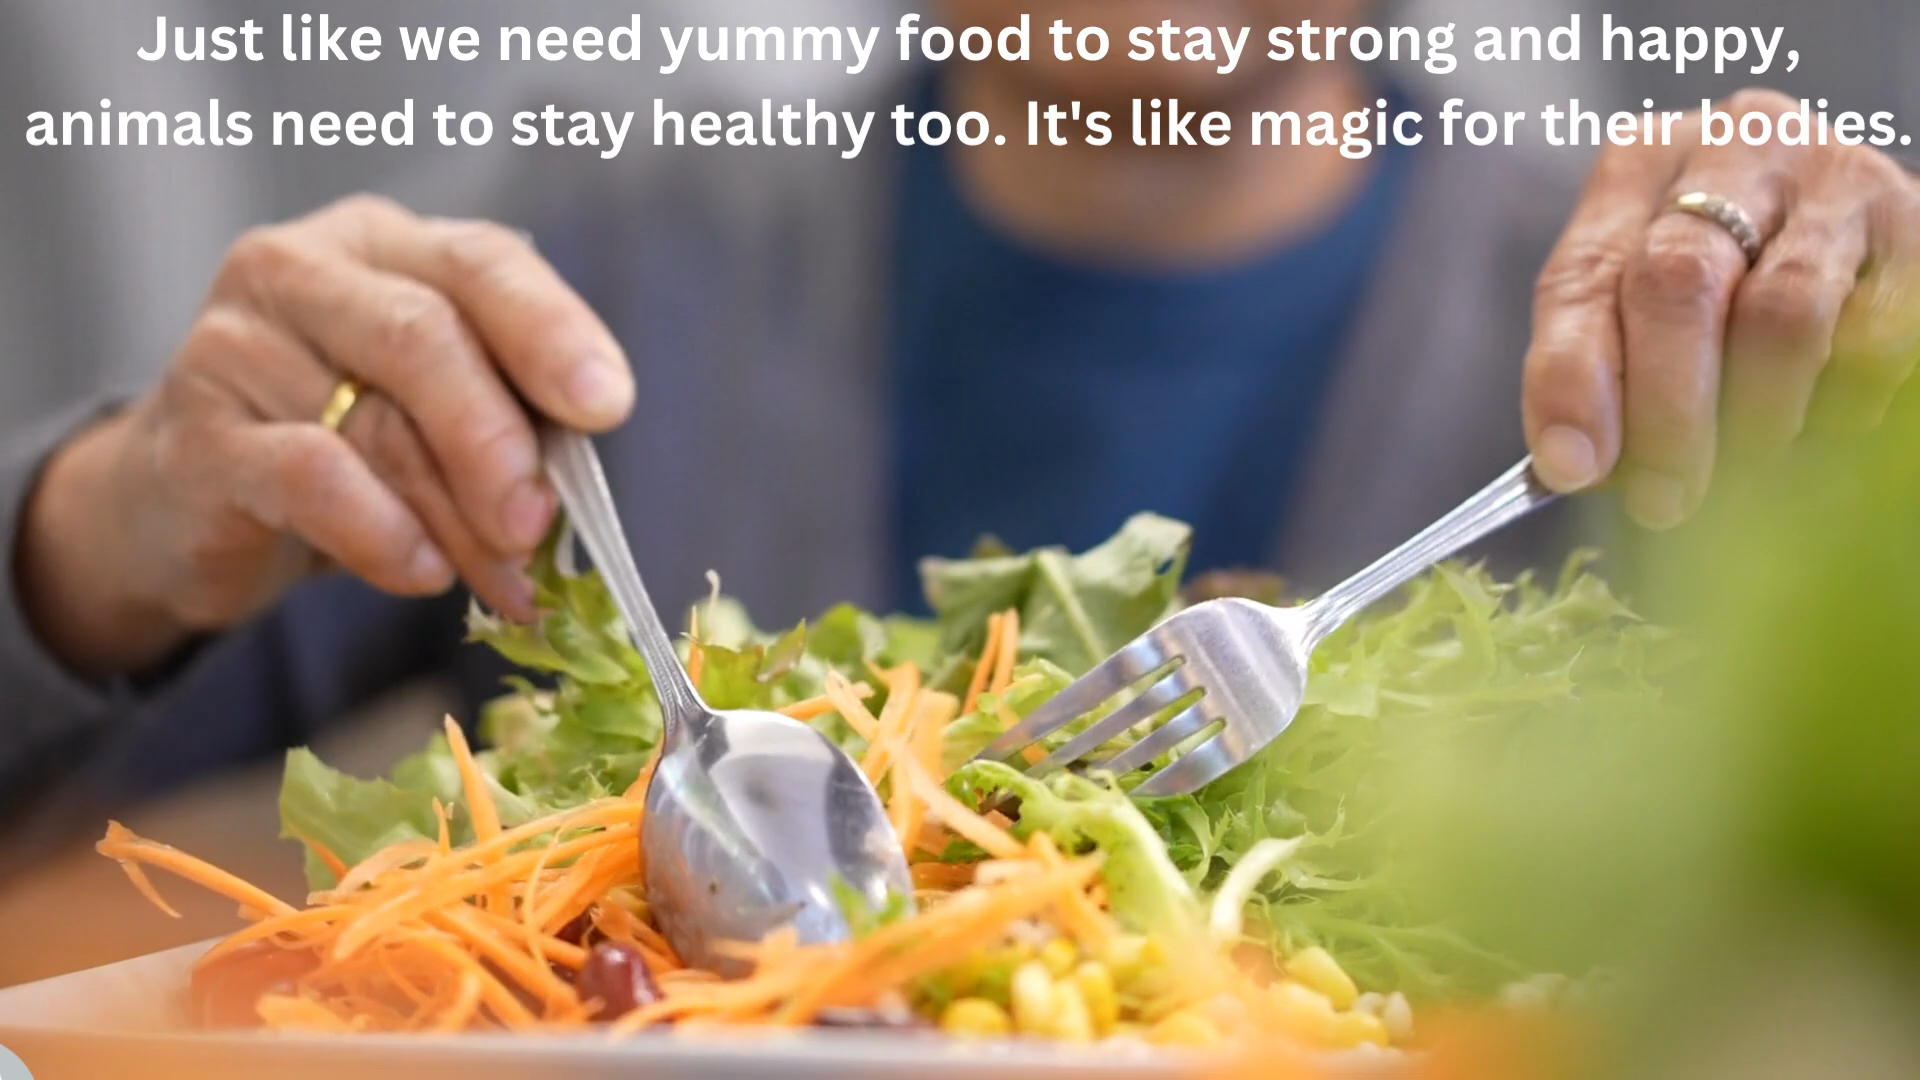 Just like we need yummy food to stay strong and happy,
animals need to stay healthy too. It's like magic for their bodies.